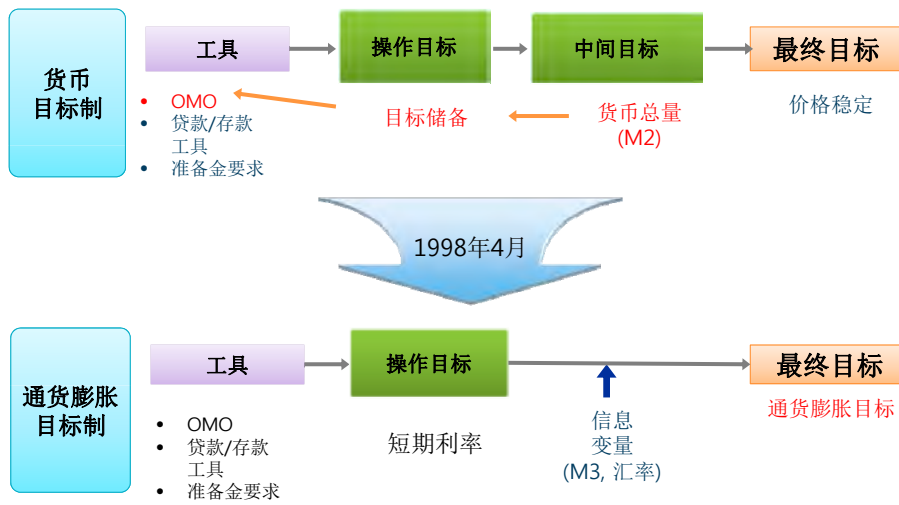 货币
目标制
工具
操作目标
中间目标
最终目标
• OMO
• 贷款/存款
工具
• 准备金要求
目标储备
货币总量
(M2)
价格稳定
1998年4月
通货膨胀
目标制
工具
操作目标
最终目标
• OMO
• 贷款/存款
工具
• 准备金要求
短期利率
信息
变量
(M3, 汇率)
通货膨胀目标